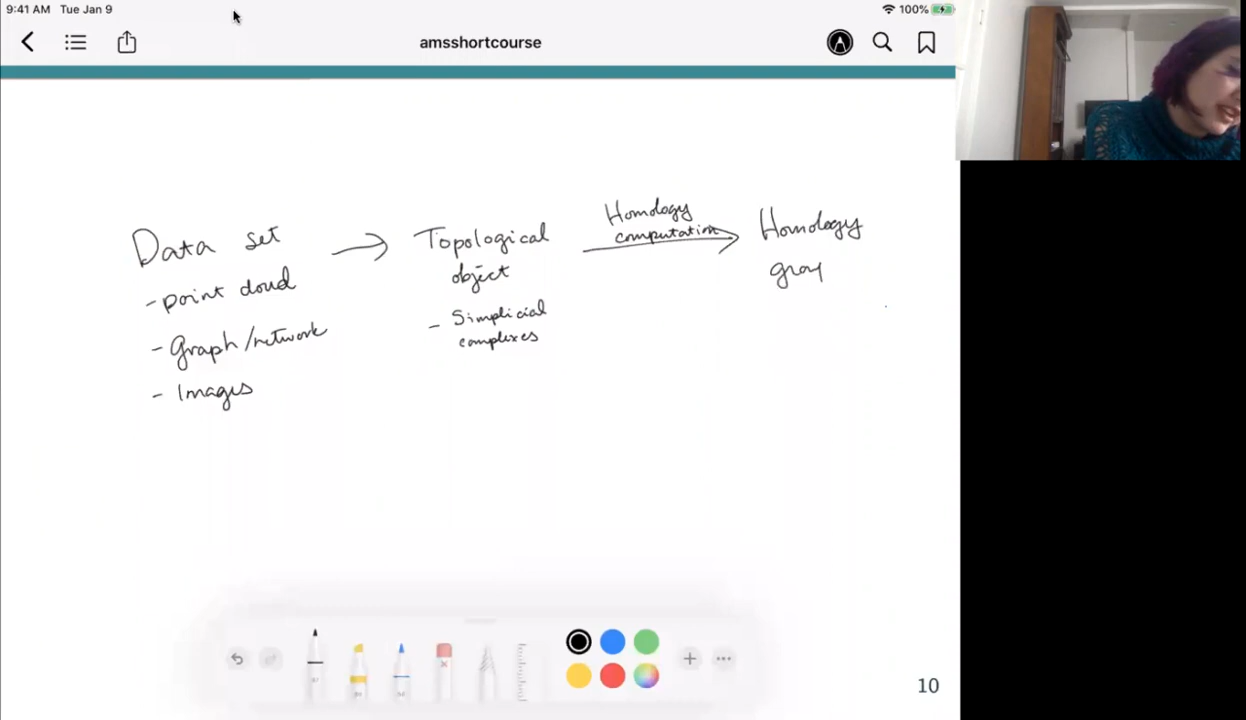 9:41 AM Tue Jan 9
100%
amsshortcourse
Data set
- point cloud
- Graph/network
- Images
Topological
object
- Simplicial
complexes
Homology
computation
Homology
10